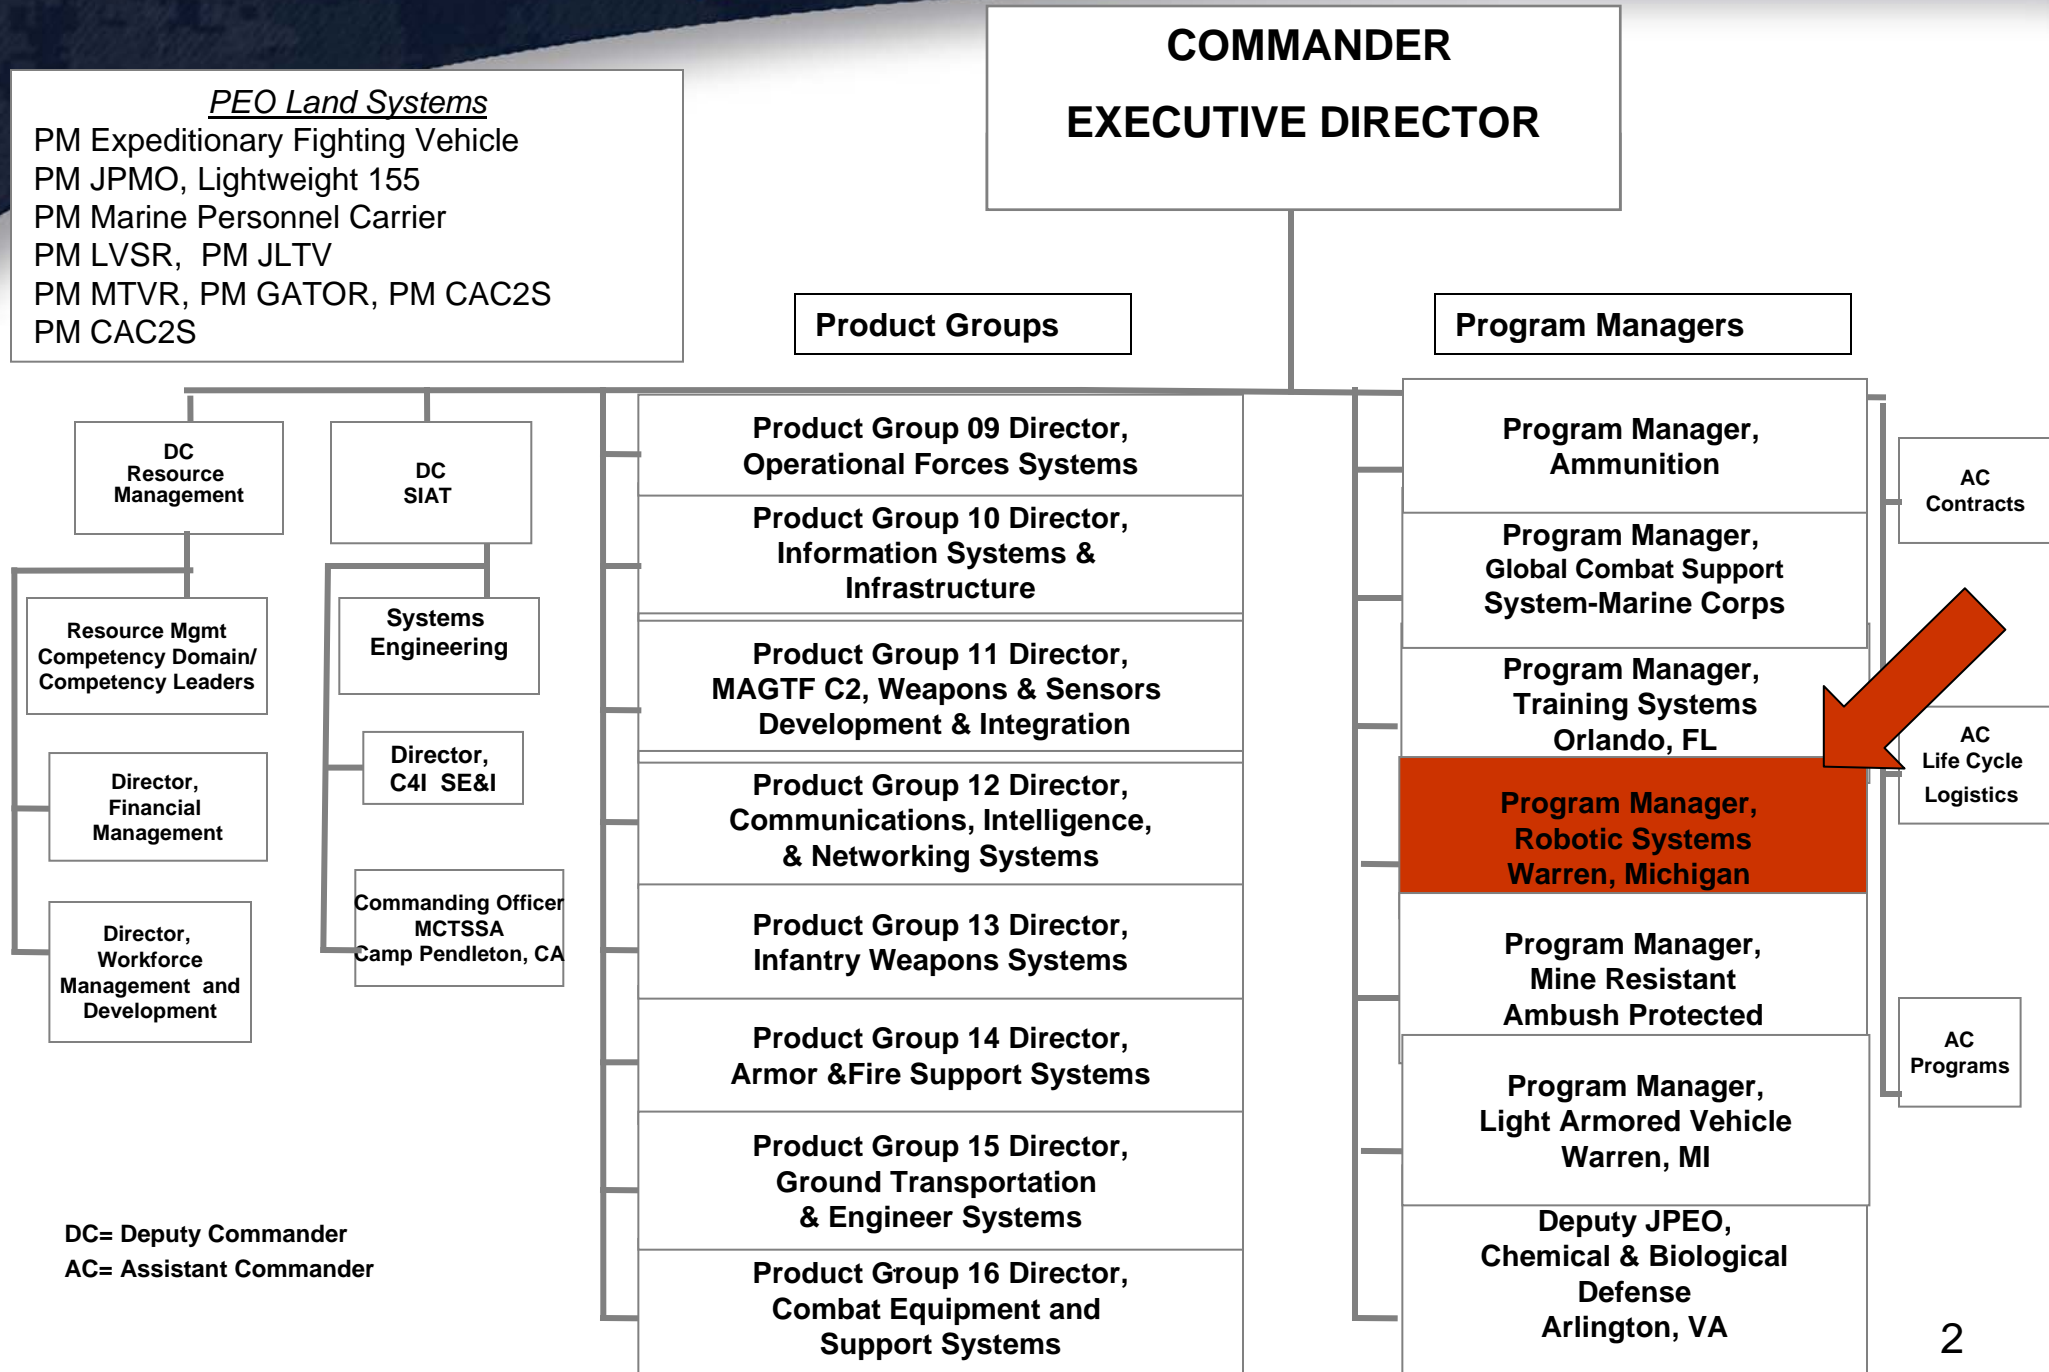 COMMANDER
EXECUTIVE DIRECTOR
PEO Land Systems
PM Expeditionary Fighting Vehicle
PM JPMO, Lightweight 155
PM Marine Personnel Carrier
PM LVSR, PM JLTV
PM MTVR, PM GATOR, PM CAC2S
PM CAC2S
Product Groups
Program Managers
DC
Resource
Management
Resource Mgmt
Competency Domain/
Competency Leaders
Director,
Financial
Management
Director,
Workforce
Management and
Development
DC
SIAT
Systems
Engineering
Director,
C4I SE&I
Commanding Officer
MCTSSA
Camp Pendleton, CA
Product Group 09 Director,
Operational Forces Systems
Product Group 10 Director,
Information Systems &
Infrastructure
Product Group 11 Director,
MAGTF C2, Weapons & Sensors
Development & Integration
Product Group 12 Director,
Communications, Intelligence,
& Networking Systems
Product Group 13 Director,
Infantry Weapons Systems
Product Group 14 Director,
Armor &Fire Support Systems
Product Group 15 Director,
Ground Transportation
& Engineer Systems
Product Group 16 Director,
Combat Equipment and
Support Systems
Program Manager,
Ammunition
Program Manager,
Global Combat Support
System-Marine Corps
Program Manager,
Training Systems
Orlando, FL
Program Manager,
Robotic Systems
Warren, Michigan
Program Manager,
Mine Resistant
Ambush Protected
Program Manager,
Light Armored Vehicle
Warren, MI
Deputy JPEO,
Chemical & Biological
Defense
Arlington, VA
AC
Contracts
AC
Life Cycle
Logistics
AC
Programs
DC= Deputy Commander
AC= Assistant Commander
2